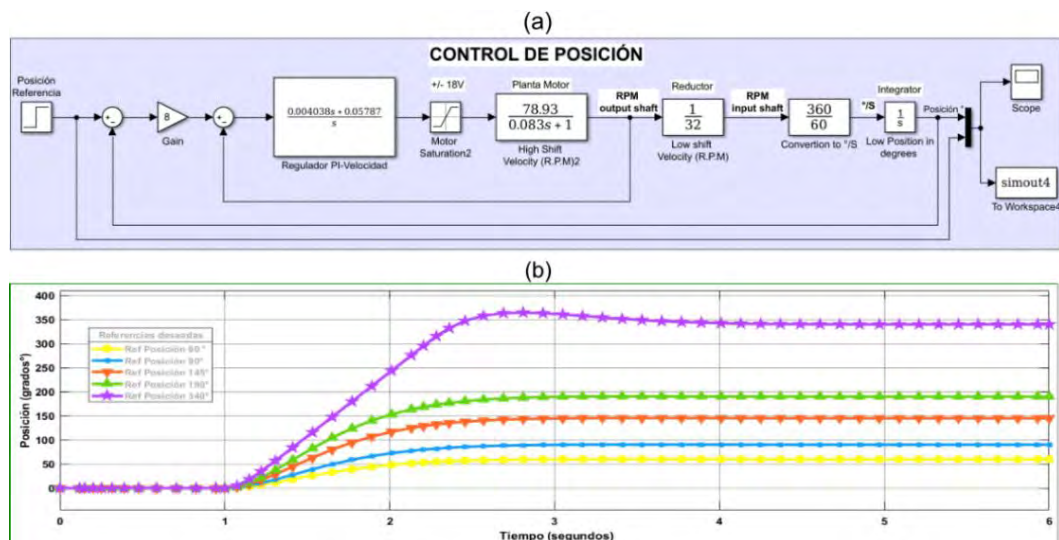 (a)
CONTROL DE POSICIÓN
Posición
Referencia
Gain
8
0.004038s+0.05787
s
Regulador PI-Velocidad
+/- 18V
Motor
Saturation2
Planta Motor
78.93
0.083s + 1
High Shift
Velocity (R.P.M)2
RPM
output shaft
Reductor
1
32
Low shift
Velocity (R.P.M)
RPM
input shaft
360
60
Convertion to °/S
°/S
Integrator
1
s
Low Position in
degrees
Posición °
Scope
simout4
To Workspace4
(b)
Posición (grados°)
400
350
300
250
200
150
100
50
0
Referencias deseadas
Ref Posición 60 °
Ref Posición 90°
Ref Posición 145°
Ref Posición 190°
Ref Posición 340°
0 1 2 3 4 5 6
Tiempo (segundos)